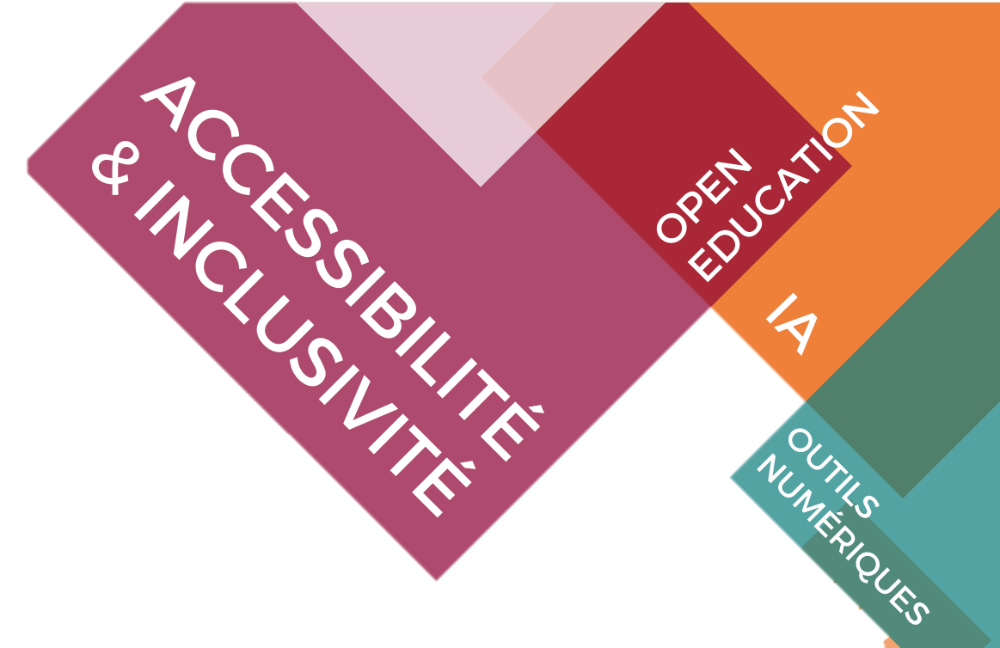 ACCESSIBILITÉ
& INCLUSIVITÉ
OPEN
EDUCATION
IA
OUTILS
NUMÉRIQUES